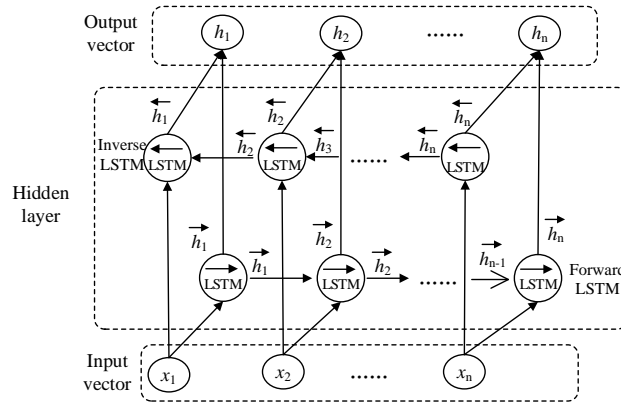 Output
vector
h₁ h₂ ...... hₙ
←h₁ ←h₂ ←hₙ
Inverse
LSTM
LSTM ←h₂ LSTM ←h₃ ...... ←hₙ LSTM
Hidden
layer
→h₁ →h₂ →hₙ
LSTM →h₁ LSTM →h₂ ...... →hₙ₋₁ LSTM
Forward
LSTM
Input
vector
x₁ x₂ ...... xₙ